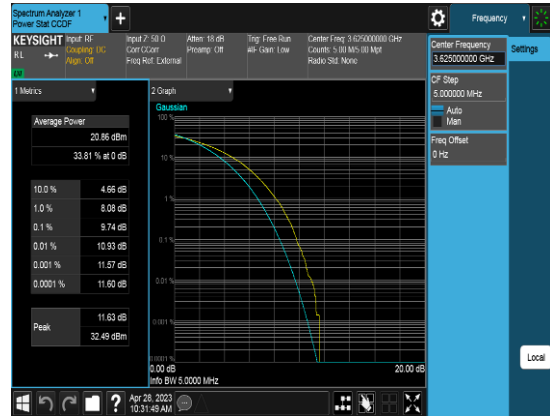 Spectrum Analyzer 1
Power Stat CCDF
+
Frequency
KEYSIGHT
RL
Input: RF
Coupling: DC
Align: Off
Input Z: 50 Ω
Corr CCorr
Freq Ref: External
Atten: 18 dB
Preamp: Off
Trig: Free Run
#IF Gain: Low
Center Freq: 3.625000000 GHz
Counts: 5.00 M/5.00 Mpt
Radio Std: None
Center Frequency
3.625000000 GHz
Settings
CF Step
5.000000 MHz
Auto
Man
Freq Offset
0 Hz
Local
1 Metrics
Average Power
20.86 dBm
33.81 % at 0 dB
10.0 % 4.66 dB
1.0 % 8.08 dB
0.1 % 9.74 dB
0.01 % 10.93 dB
0.001 % 11.57 dB
0.0001 % 11.60 dB
Peak 11.63 dB
32.49 dBm
2 Graph
Gaussian
100 %
10 %
1 %
0.1 %
0.01 %
0.001 %
0.0001 %
0.00 dB 20.00 dB
Info BW 5.0000 MHz
?
Apr 28, 2023
10:31:49 AM